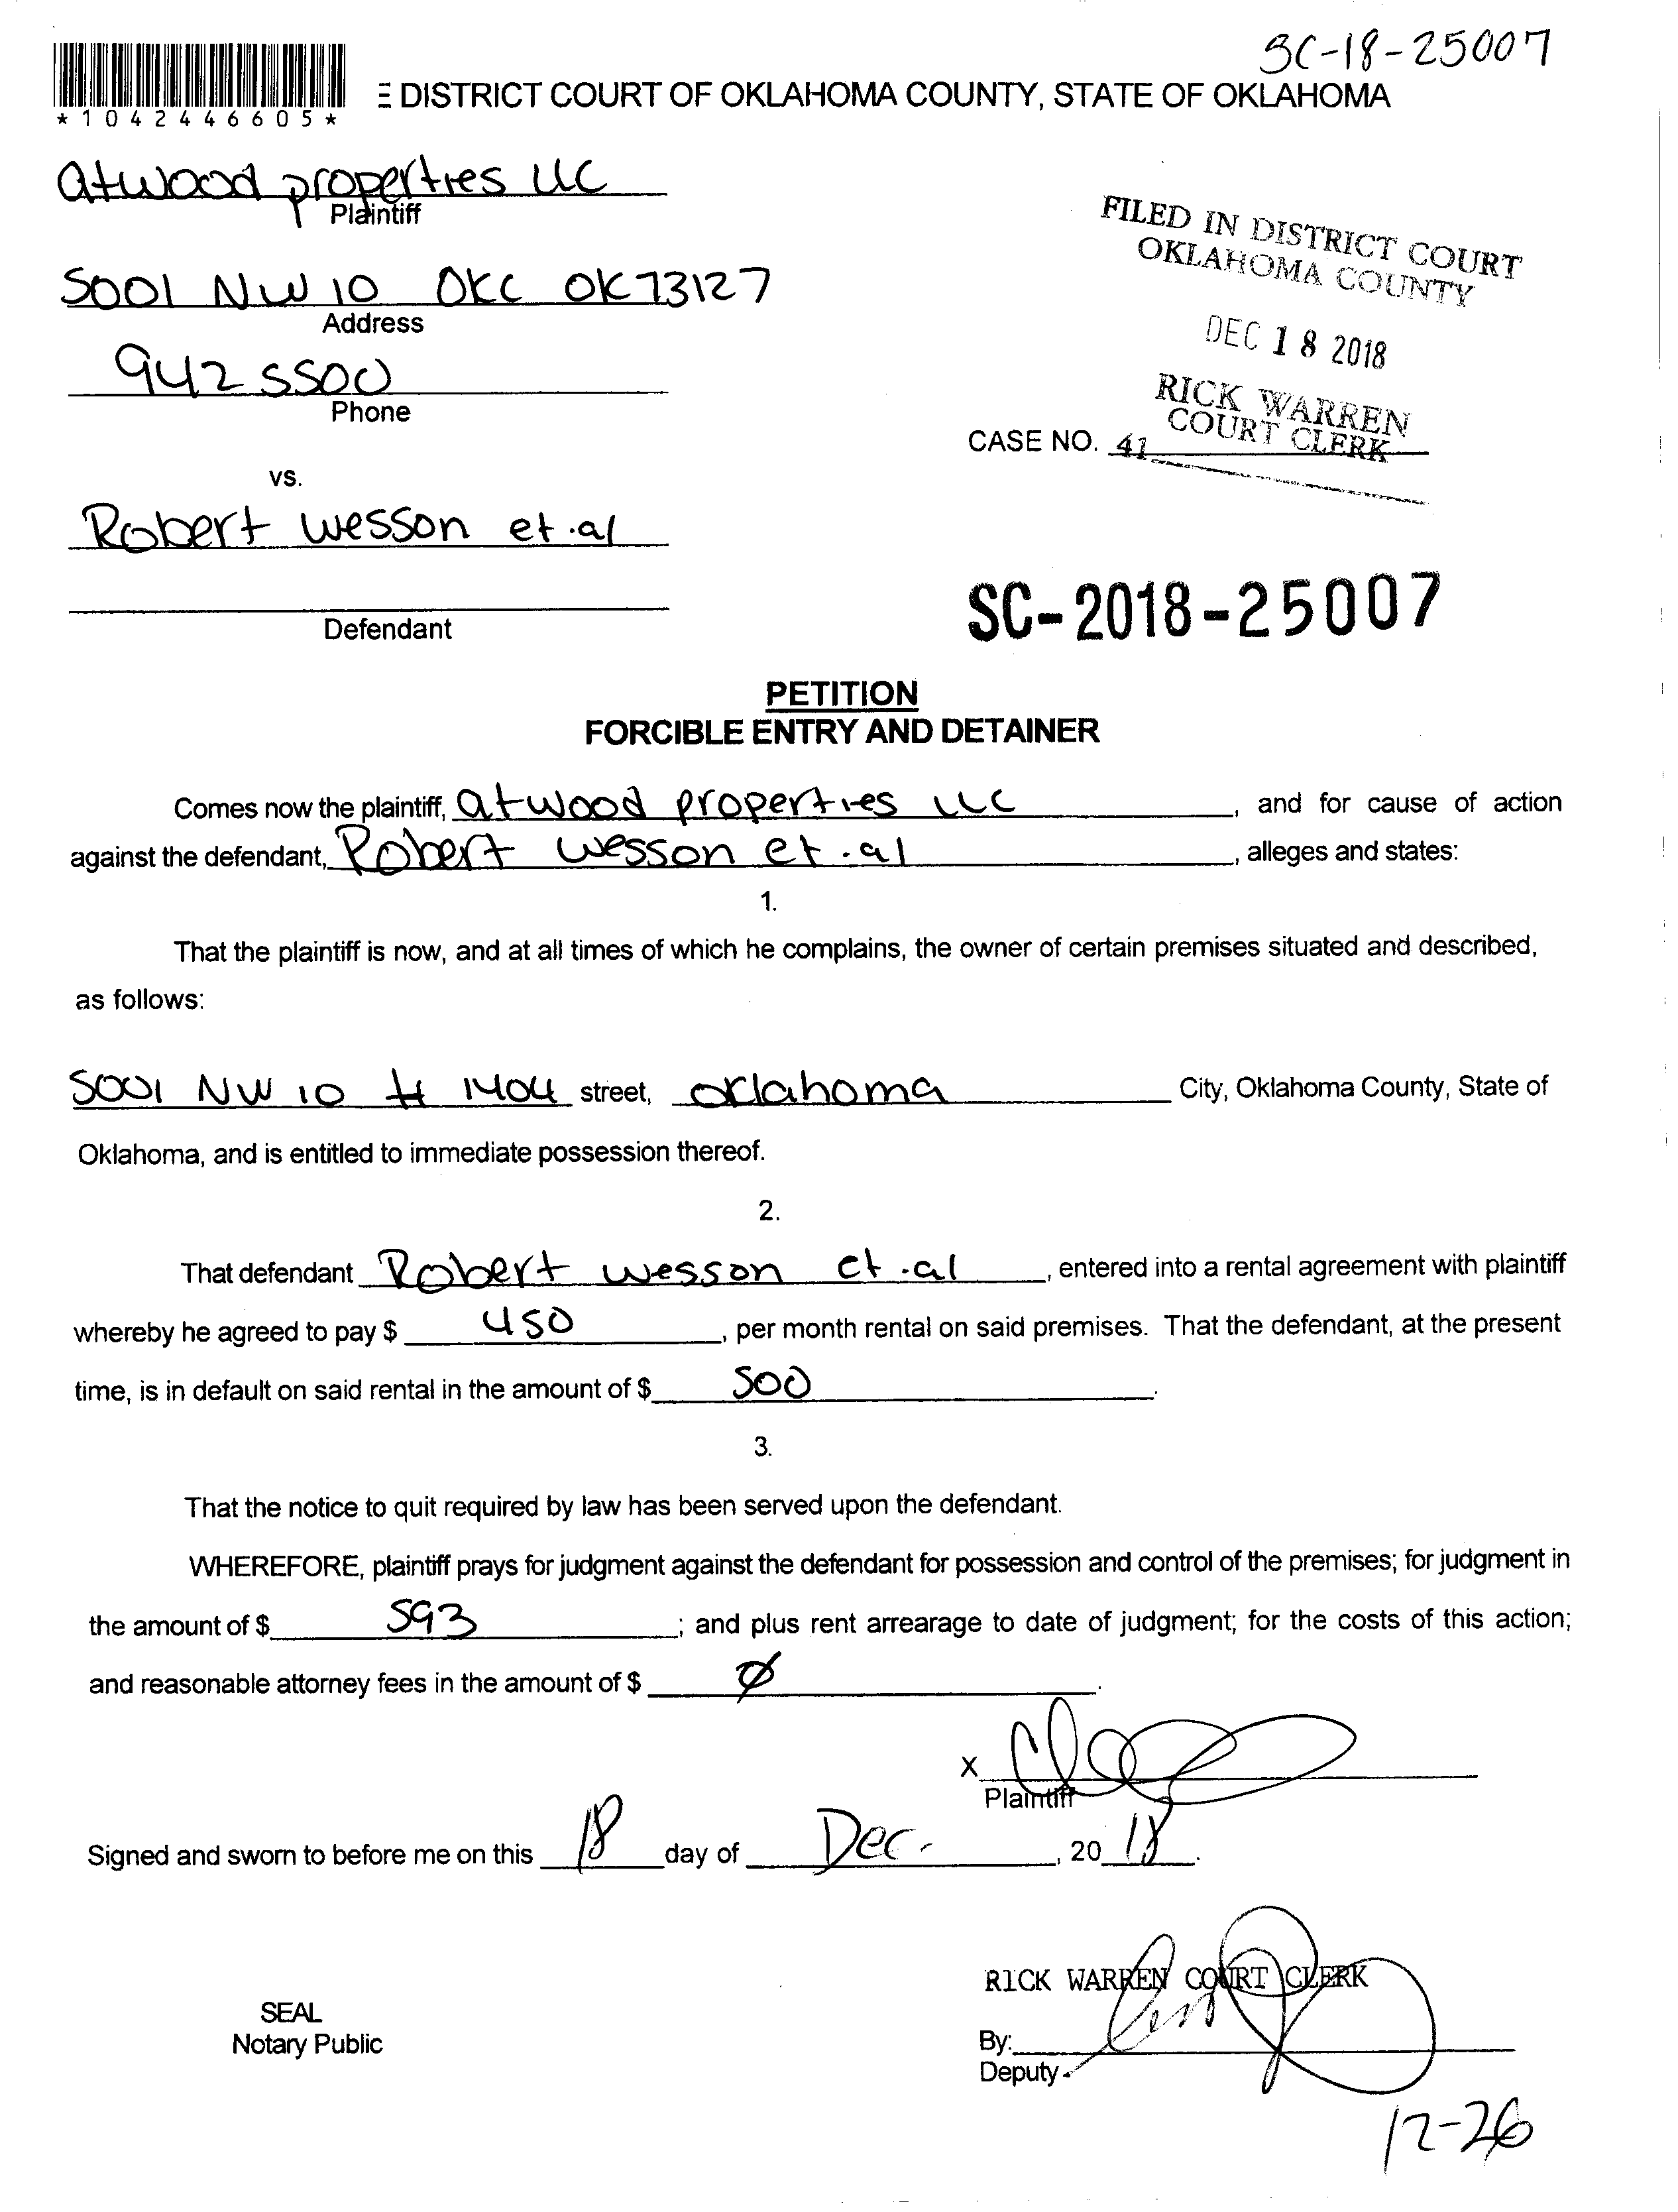 SC-18-25007
DISTRICT COURT OF OKLAHOMA COUNTY, STATE OF OKLAHOMA
*1042446605*
atwood properties LLC
Plaintiff
FILED IN DISTRICT COURT
OKLAHOMA COUNTY
5001 NW 10 OKC OK 73127
Address
DEC 18 2018
942 5500
Phone
RICK WARREN
COURT CLERK
CASE NO. 41
vs.
Robert wesson et.al
Defendant
SC-2018-25007
PETITION
FORCIBLE ENTRY AND DETAINER
Comes now the plaintiff, atwood properties LLC, and for cause of action
against the defendant, Robert wesson et.al, alleges and states:
1.
That the plaintiff is now, and at all times of which he complains, the owner of certain premises situated and described,
as follows:
5001 NW 10 # 1404 street, oklahoma City, Oklahoma County, State of
Oklahoma, and is entitled to immediate possession thereof.
2.
That defendant Robert wesson et.al, entered into a rental agreement with plaintiff
whereby he agreed to pay $ 450, per month rental on said premises. That the defendant, at the present
time, is in default on said rental in the amount of $ 500.
3.
That the notice to quit required by law has been served upon the defendant.
WHEREFORE, plaintiff prays for judgment against the defendant for possession and control of the premises; for judgment in
the amount of $ 593; and plus rent arrearage to date of judgment; for the costs of this action;
and reasonable attorney fees in the amount of $ Ø.
X
Plaintiff
Signed and sworn to before me on this 18 day of Dec., 20 18.
RICK WARREN COURT CLERK
SEAL
Notary Public
By:
Deputy
12-26